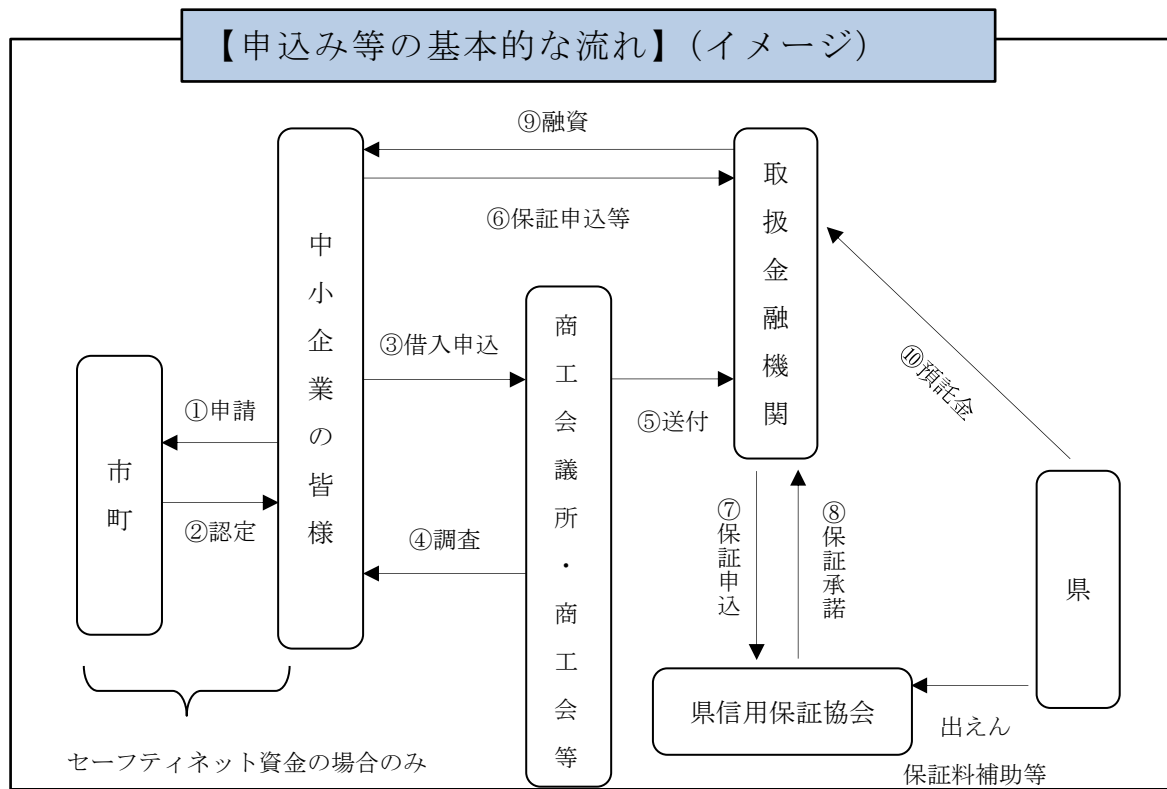 【申込み等の基本的な流れ】(イメージ)
⑨融資
⑥保証申込等
取扱金融機関
中小企業の皆様
商工会議所・商工会等
③借入申込
⑤送付
④調査
①申請
②認定
市町
⑩預託金
⑦保証申込
⑧保証承諾
県
県信用保証協会
出えん
保証料補助等
セーフティネット資金の場合のみ